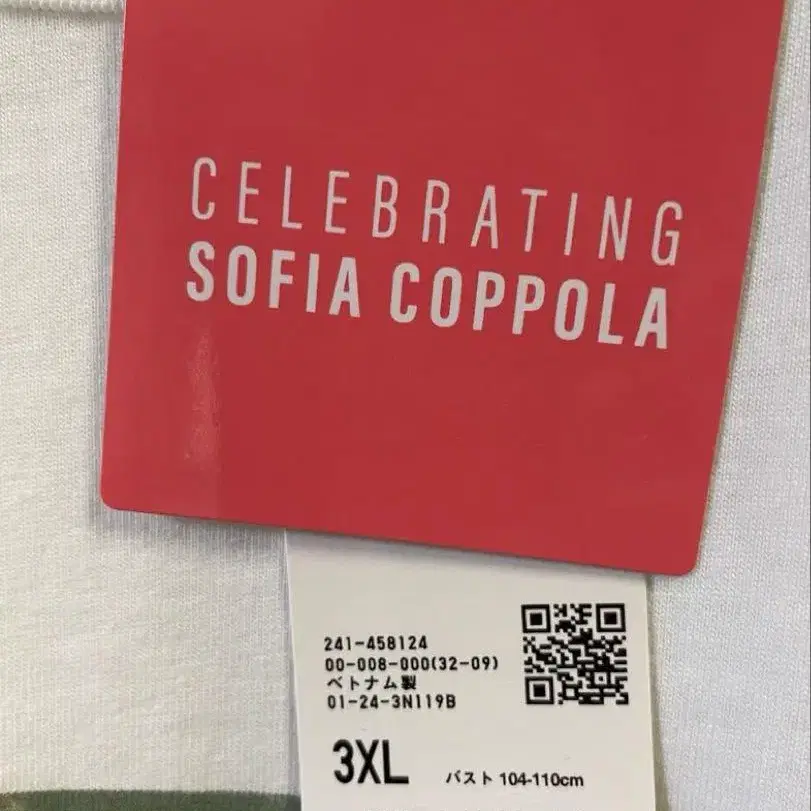 CELEBRATING
SOFIA COPPOLA
241-458124
00-008-000(32-09)
ベトナム製
01-24-3N119B
3XL バスト 104-110cm